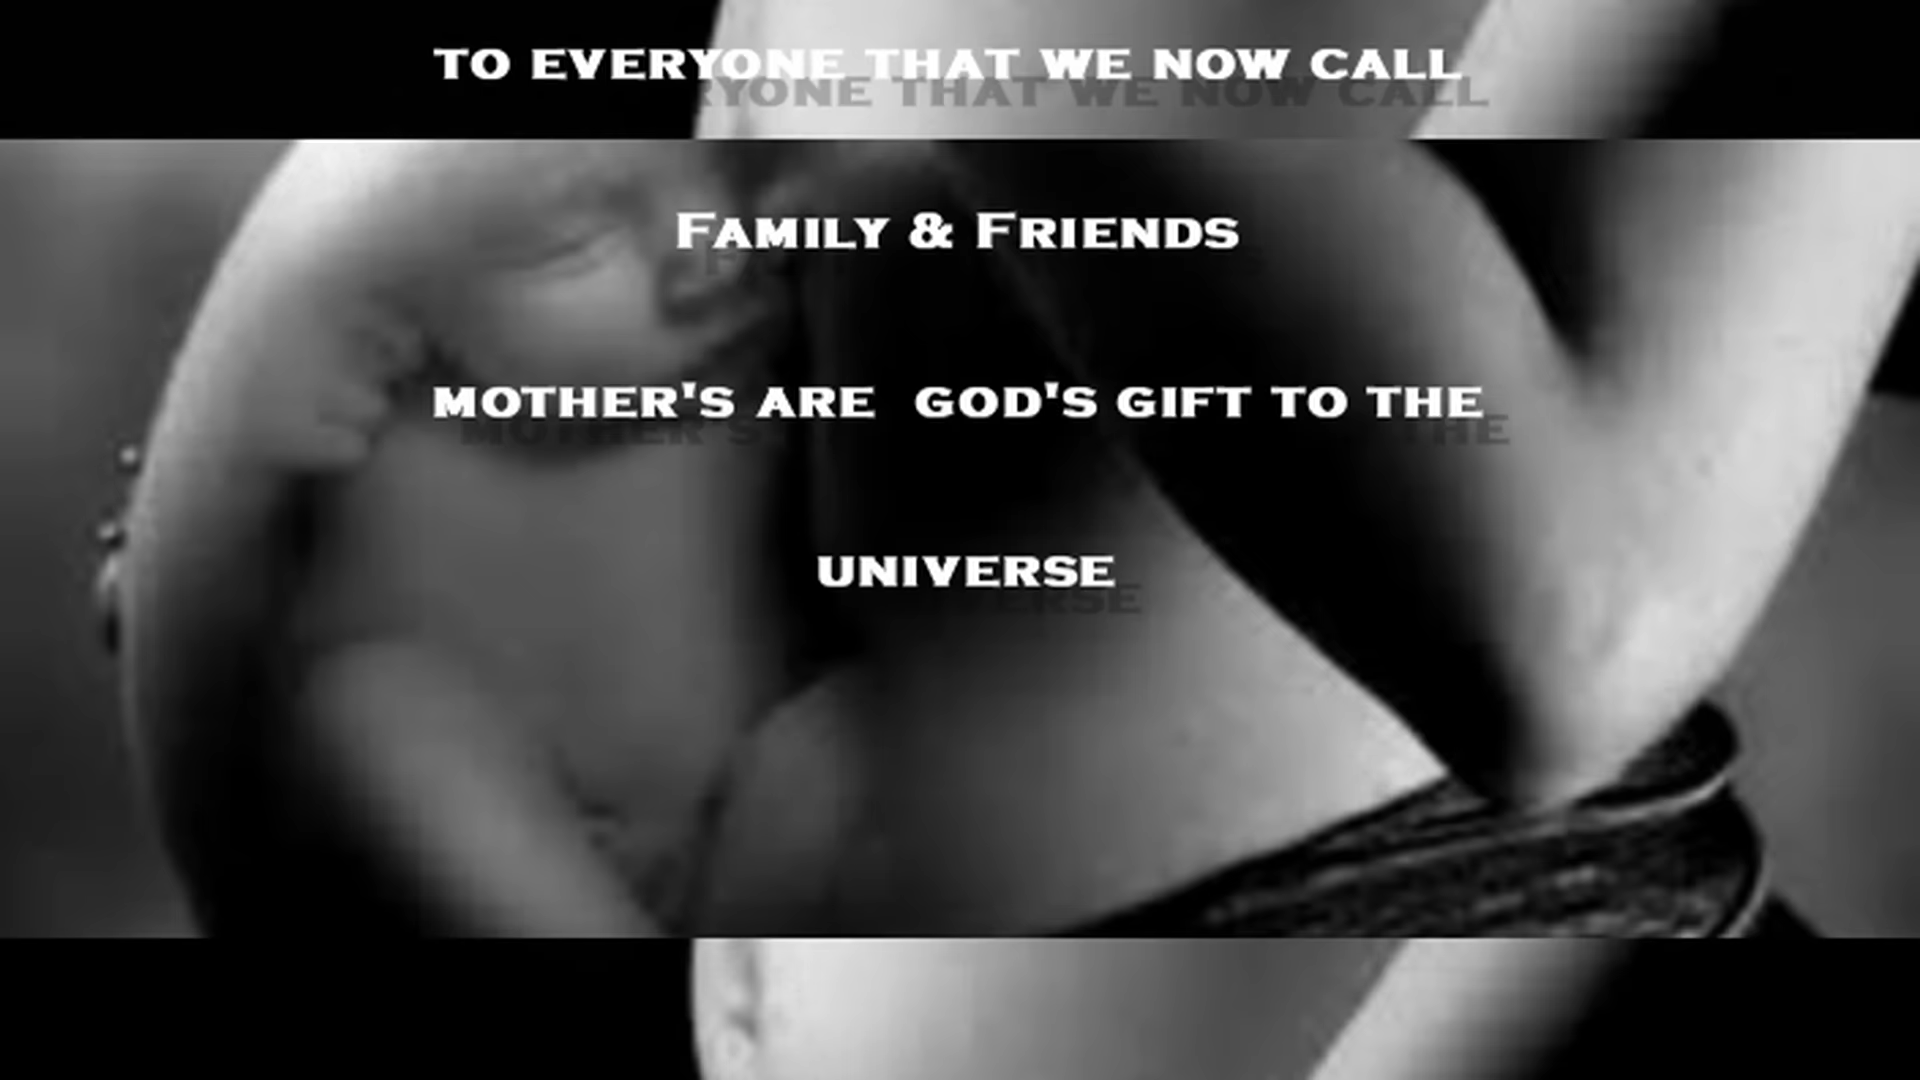 TO EVERYONE THAT WE NOW CALL
FAMILY & FRIENDS
MOTHER'S ARE GOD'S GIFT TO THE
UNIVERSE